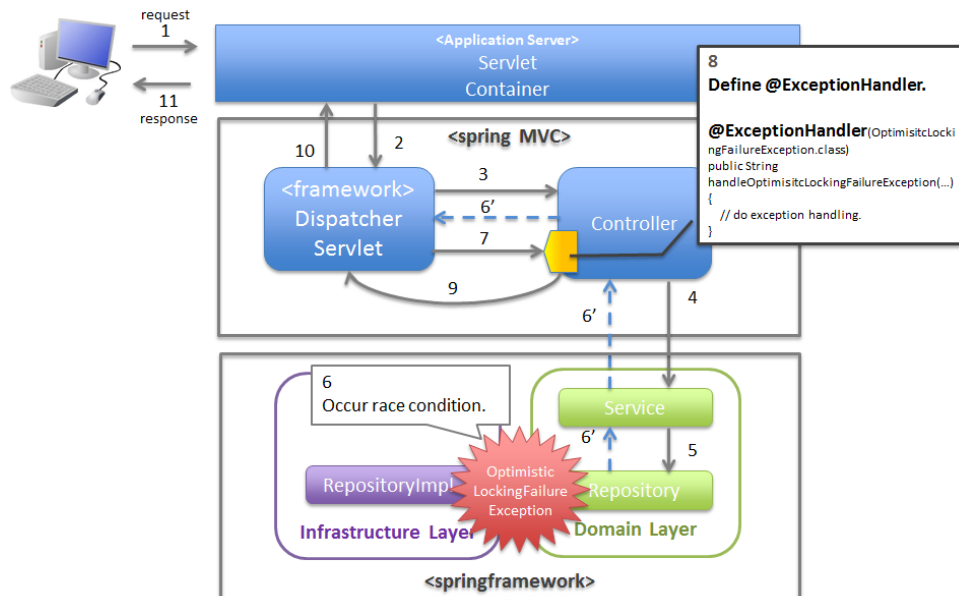 request
1
11
response
<Application Server>
Servlet
Container
8
Define @ExceptionHandler.
@ExceptionHandler(OptimisitcLocki
ngFailureException.class)
public String
handleOptimisitcLockingFailureException(...)
{
// do exception handling.
}
10
2
<spring MVC>
<framework>
Dispatcher
Servlet
3
6’
7
9
Controller
6’
4
6
Occur race condition.
Service
6’
5
RepositoryImpl
Optimistic
LockingFailure
Exception
Repository
Infrastructure Layer
Domain Layer
<springframework>